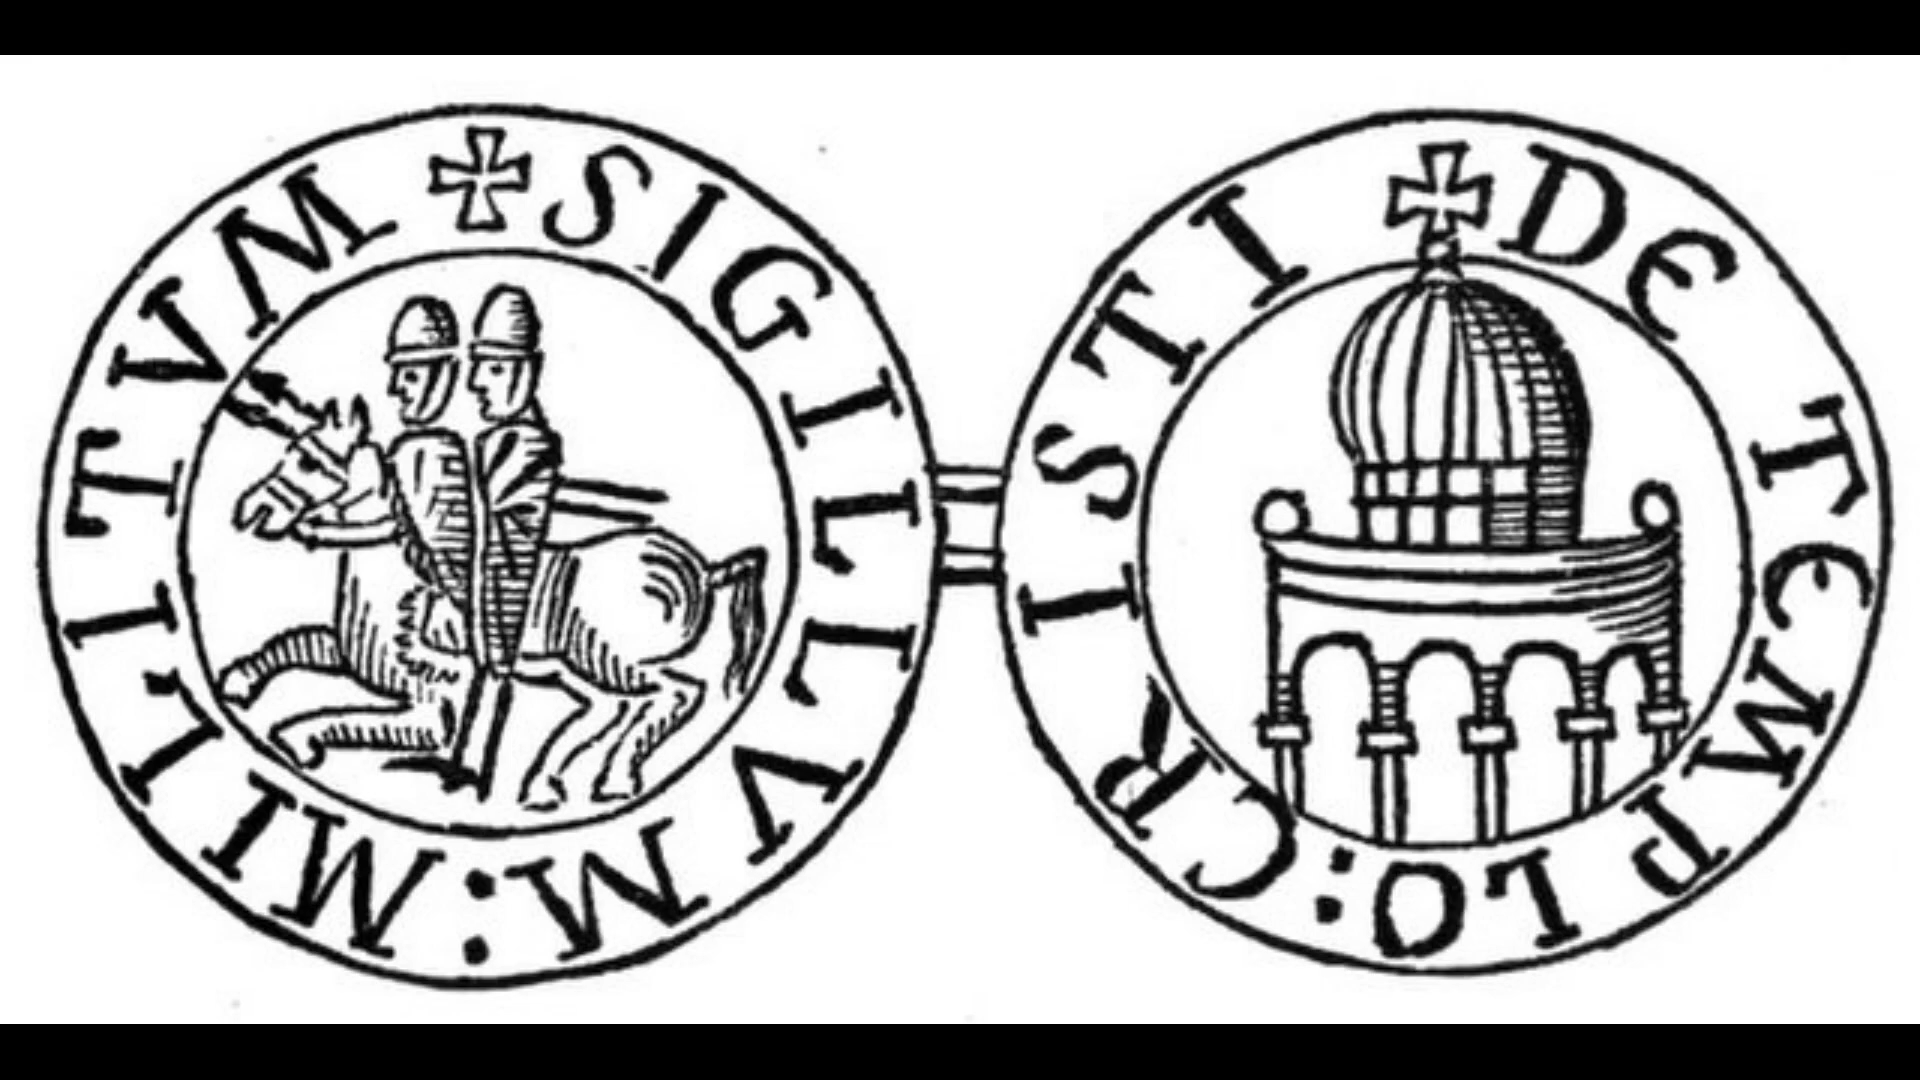 ✠ SIGILLVM : MILITVM
✠ DE TEMPLO : CRISTI